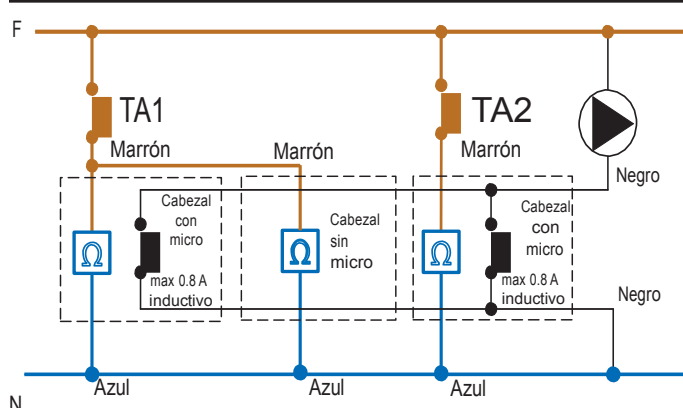 F
TA1
TA2
Marrón
Marrón
Marrón
Negro
Cabezal
con
micro
Cabezal
sin
micro
Cabezal
con
micro
Ω
Ω
Ω
max 0.8 A
inductivo
max 0.8 A
inductivo
Negro
Azul
Azul
Azul
N